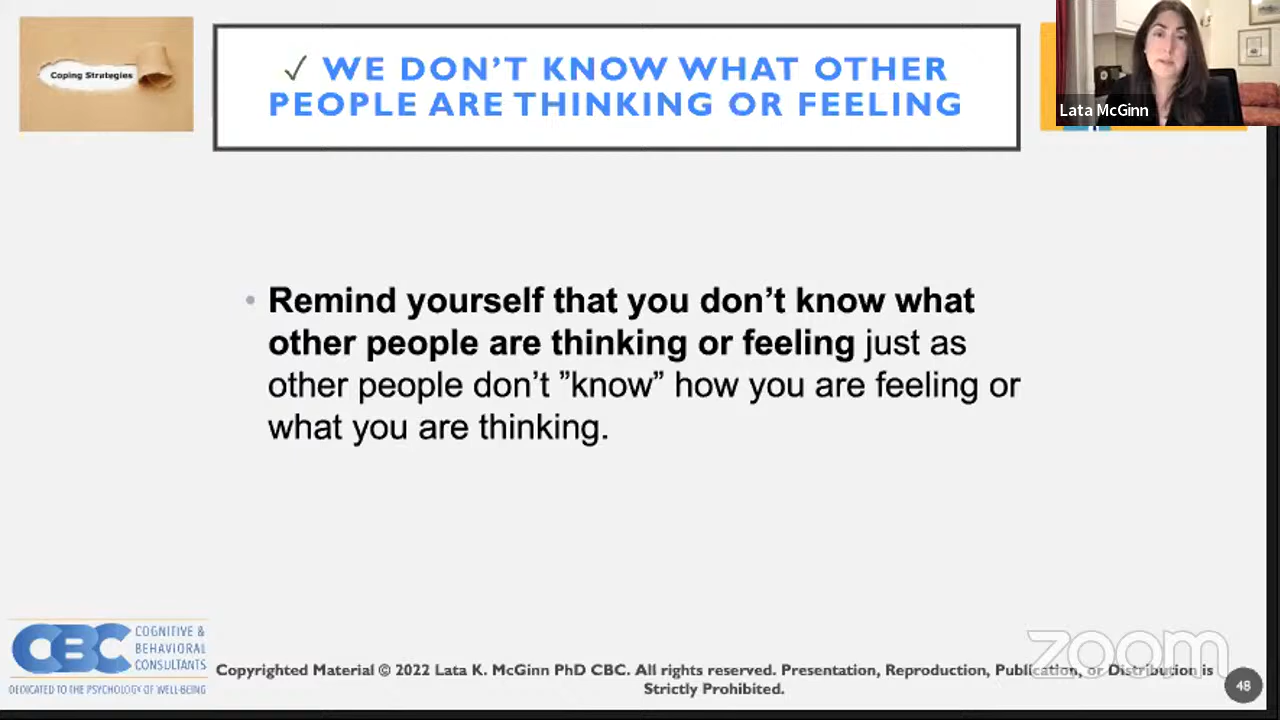 Coping Strategies
✓ WE DON’T KNOW WHAT OTHER
PEOPLE ARE THINKING OR FEELING
Lata McGinn
• Remind yourself that you don’t know what
other people are thinking or feeling just as
other people don’t ”know” how you are feeling or
what you are thinking.
CBC COGNITIVE &
BEHAVIORAL
CONSULTANTS
DEDICATED TO THE PSYCHOLOGY OF WELL-BEING
Copyrighted Material © 2022 Lata K. McGinn PhD CBC. All rights reserved. Presentation, Reproduction, Publication, or Distribution is
Strictly Prohibited.
zoom
48